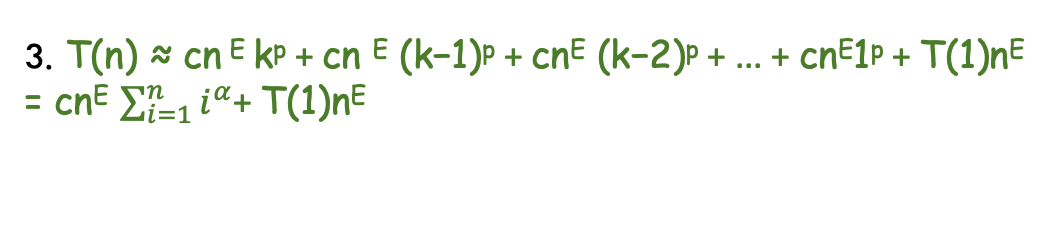 3. T(n) ≈ cn ᴱ kᵖ + cn ᴱ (k–1)ᵖ + cnᴱ (k–2)ᵖ + ... + cnᴱ1ᵖ + T(1)nᴱ
= cnᴱ ∑ⁿᵢ₌₁ iᵅ+ T(1)nᴱ